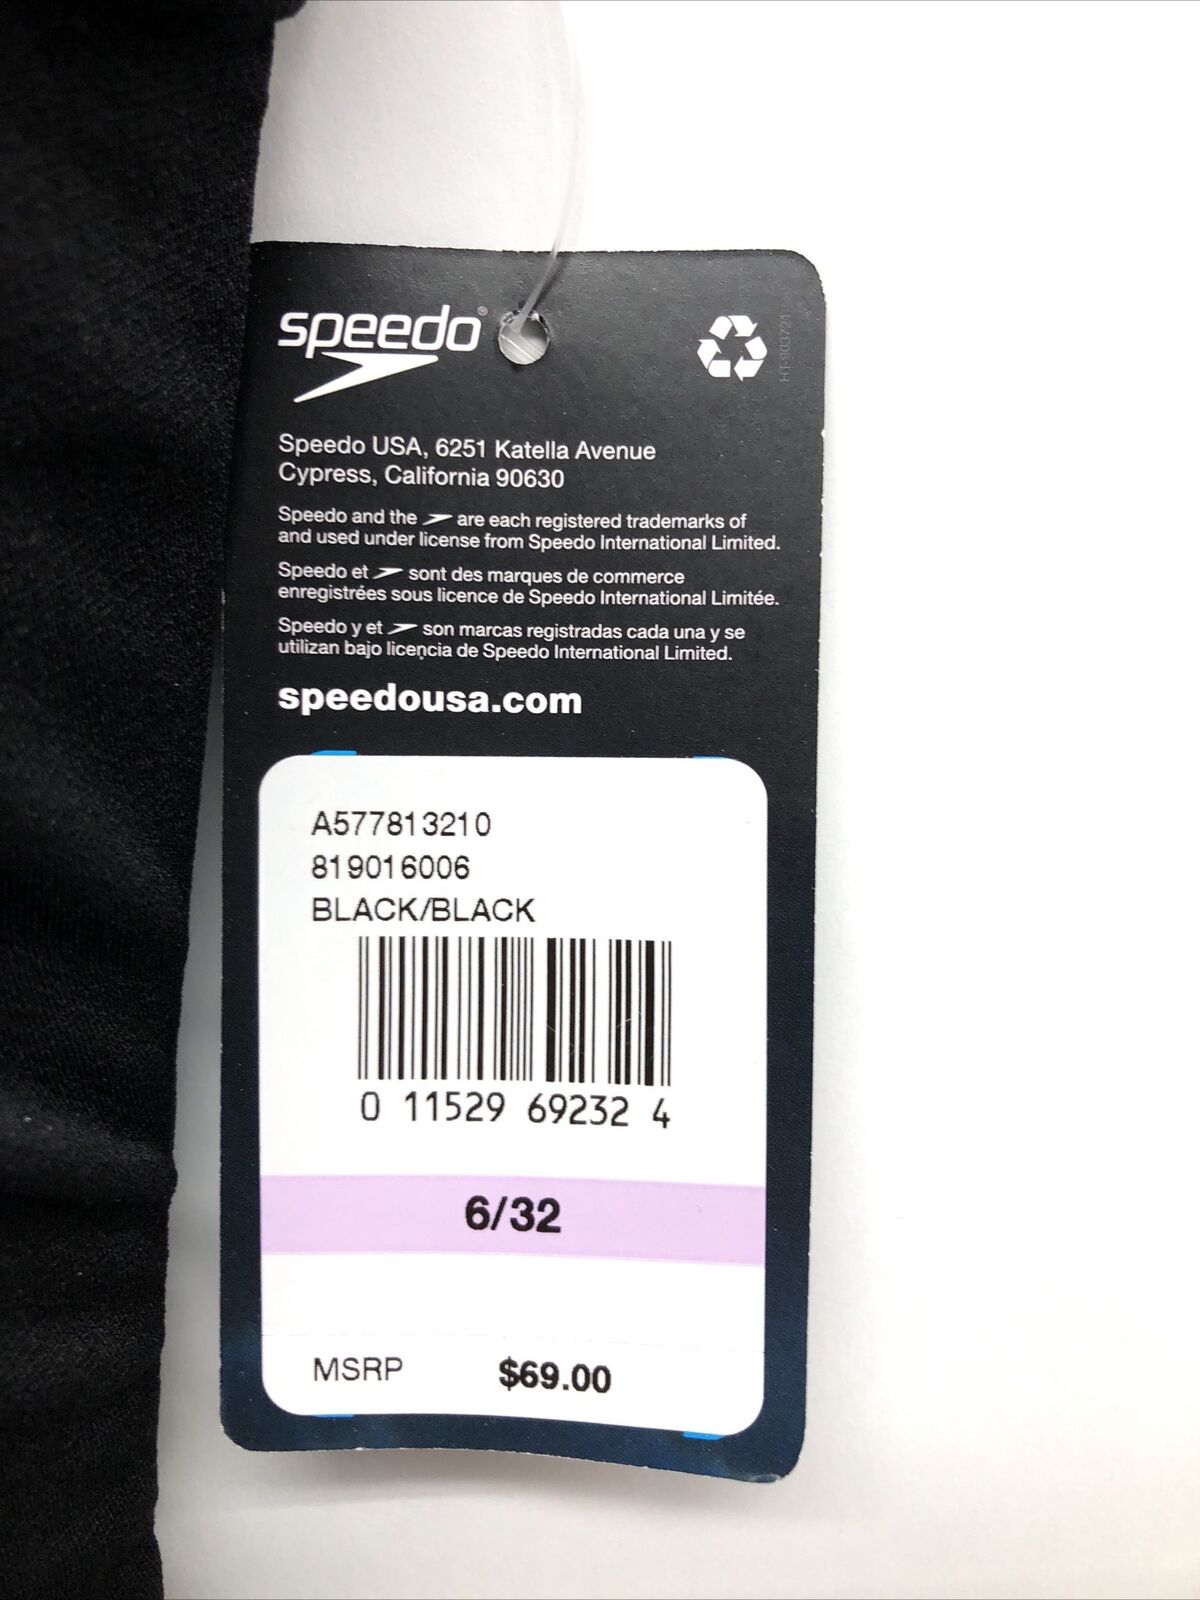 speedo®
HT-903721
Speedo USA, 6251 Katella Avenue
Cypress, California 90630
Speedo and the are each registered trademarks of
and used under license from Speedo International Limited.
Speedo et sont des marques de commerce
enregistrées sous licence de Speedo International Limitée.
Speedo y et son marcas registradas cada una y se
utilizan bajo licencia de Speedo International Limited.
speedousa.com
A577813210
819016006
BLACK/BLACK
0 11529 69232 4
6/32
MSRP $69.00